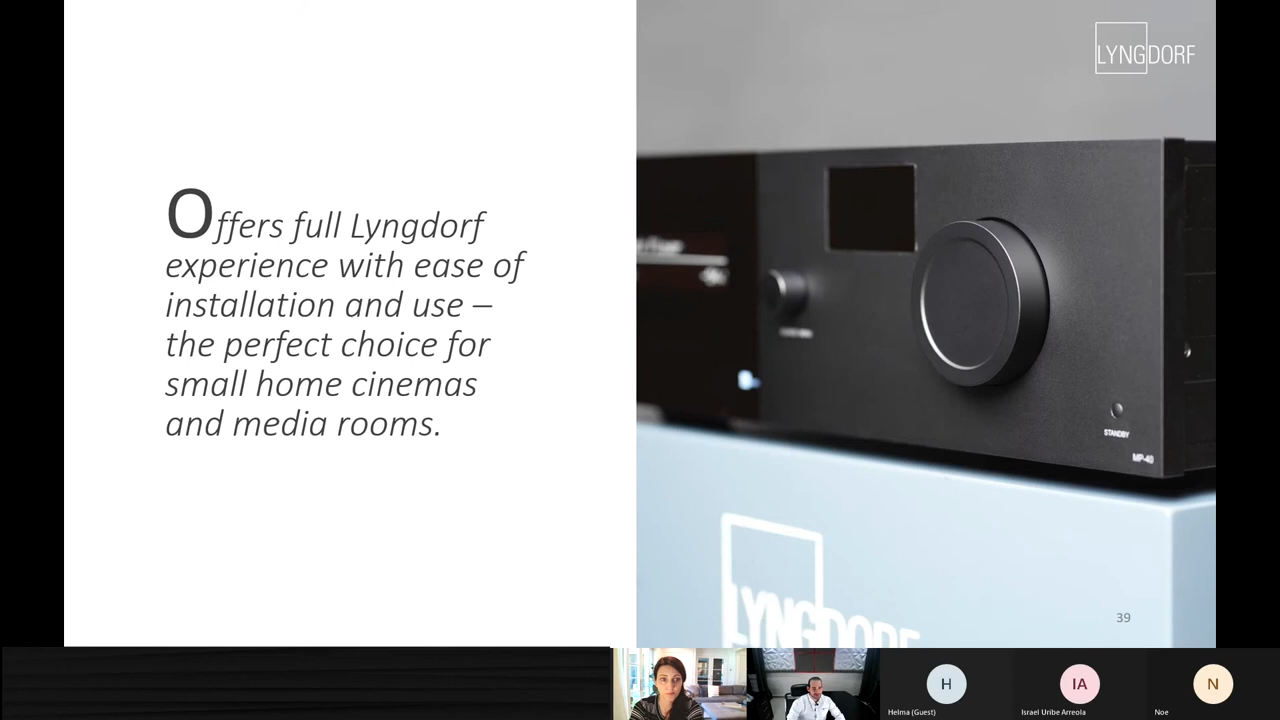 LYNGDORF
Offers full Lyngdorf
experience with ease of
installation and use –
the perfect choice for
small home cinemas
and media rooms.
STANDBY
MP-40
LYNGDORF
39
H
IA
N
Helma (Guest)
Israel Uribe Arreola
Noe